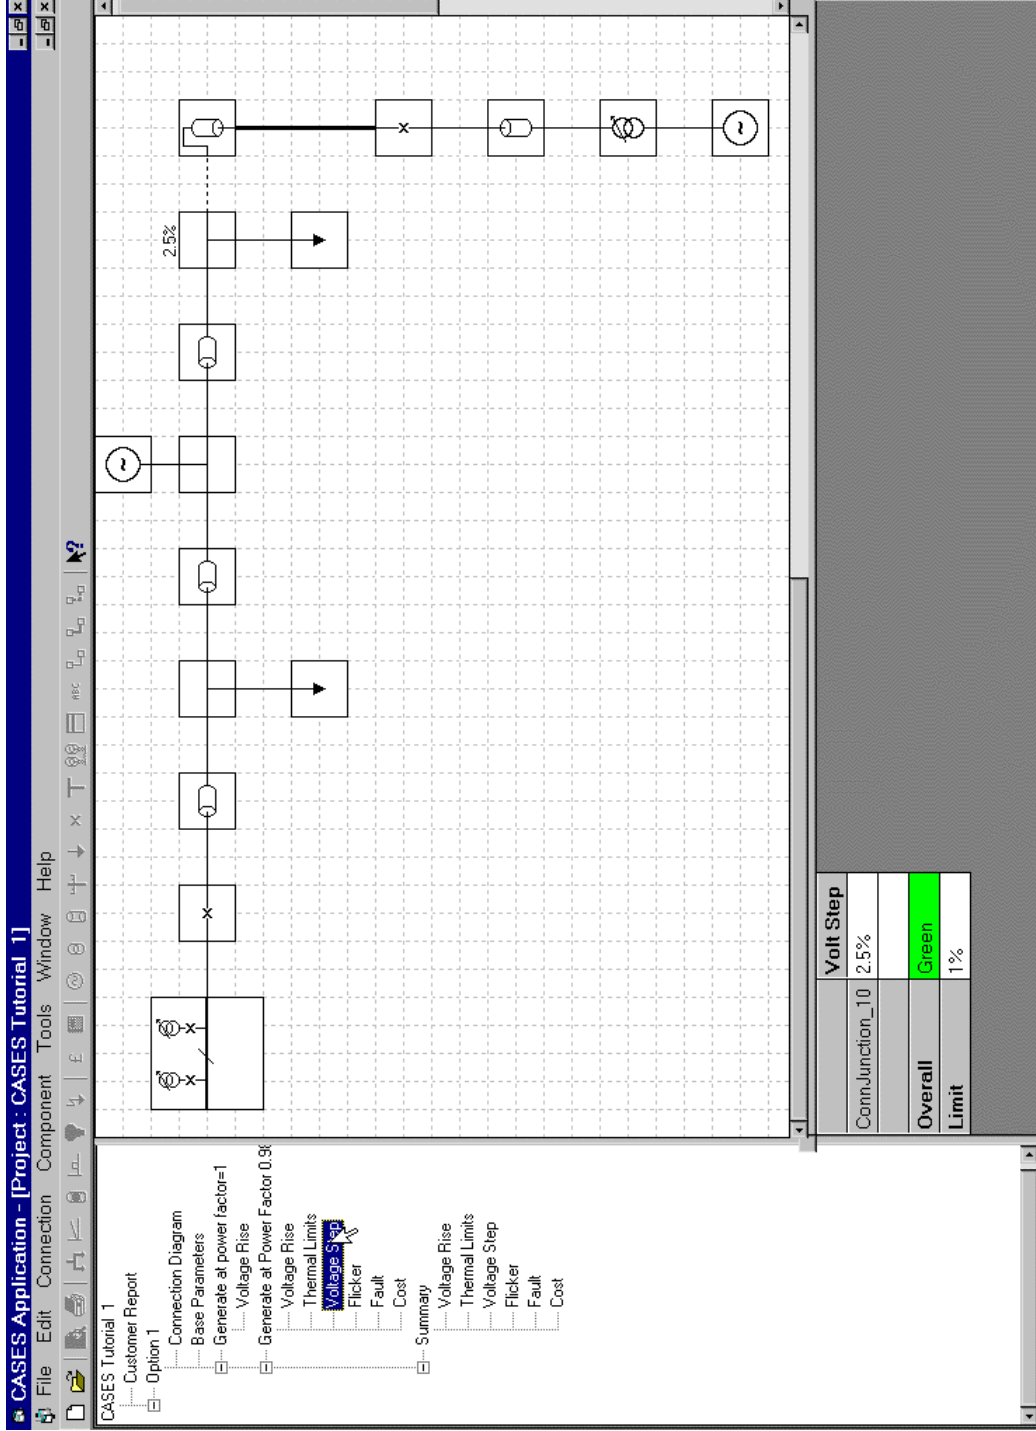 CASES Application - [Project : CASES Tutorial 1]
File Edit Connection Component Tools Window Help
£ ABC
CASES Tutorial 1
Customer Report
Option 1
Connection Diagram
Base Parameters
Generate at power factor=1
Voltage Rise
Generate at Power Factor 0.98
Voltage Rise
Thermal Limits
Voltage Step
Flicker
Fault
Cost
Summary
Voltage Rise
Thermal Limits
Voltage Step
Flicker
Fault
Cost
2.5%
Volt Step
ConnJunction_10 2.5%
Overall Green
Limit 1%